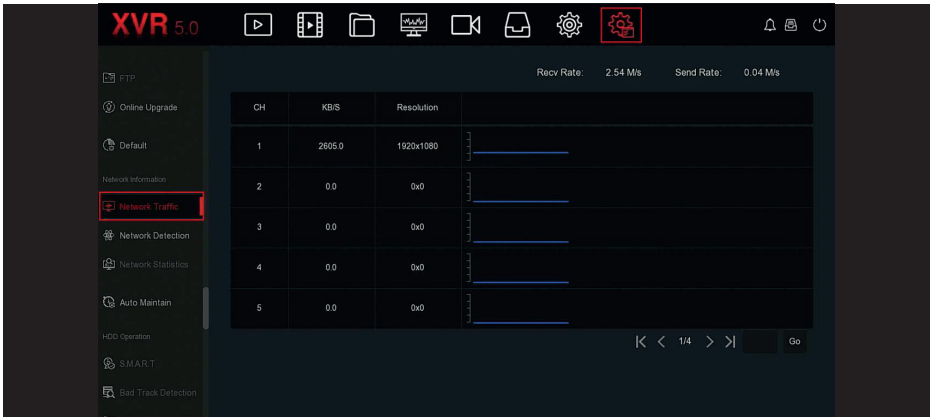 XVR 5.0
Recv Rate: 2.54 M/s Send Rate: 0.04 M/s
FTP
Online Upgrade
Default
Network Information
Network Traffic
Network Detection
Network Statistics
Auto Maintain
HDD Operation
S.M.A.R.T
Bad Track Detection
CH KB/S Resolution
1 2605.0 1920x1080
2 0.0 0x0
3 0.0 0x0
4 0.0 0x0
5 0.0 0x0
1/4 Go